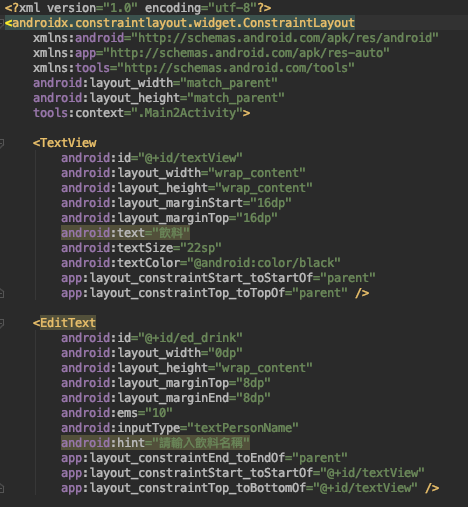 <?xml version="1.0" encoding="utf-8"?>
<androidx.constraintlayout.widget.ConstraintLayout
xmlns:android="http://schemas.android.com/apk/res/android"
xmlns:app="http://schemas.android.com/apk/res-auto"
xmlns:tools="http://schemas.android.com/tools"
android:layout_width="match_parent"
android:layout_height="match_parent"
tools:context=".Main2Activity">
<TextView
android:id="@+id/textView"
android:layout_width="wrap_content"
android:layout_height="wrap_content"
android:layout_marginStart="16dp"
android:layout_marginTop="16dp"
android:text="飲料"
android:textSize="22sp"
android:textColor="@android:color/black"
app:layout_constraintStart_toStartOf="parent"
app:layout_constraintTop_toTopOf="parent" />
<EditText
android:id="@+id/ed_drink"
android:layout_width="0dp"
android:layout_height="wrap_content"
android:layout_marginTop="8dp"
android:layout_marginEnd="8dp"
android:ems="10"
android:inputType="textPersonName"
android:hint="請輸入飲料名稱"
app:layout_constraintEnd_toEndOf="parent"
app:layout_constraintStart_toStartOf="@+id/textView"
app:layout_constraintTop_toBottomOf="@+id/textView" />